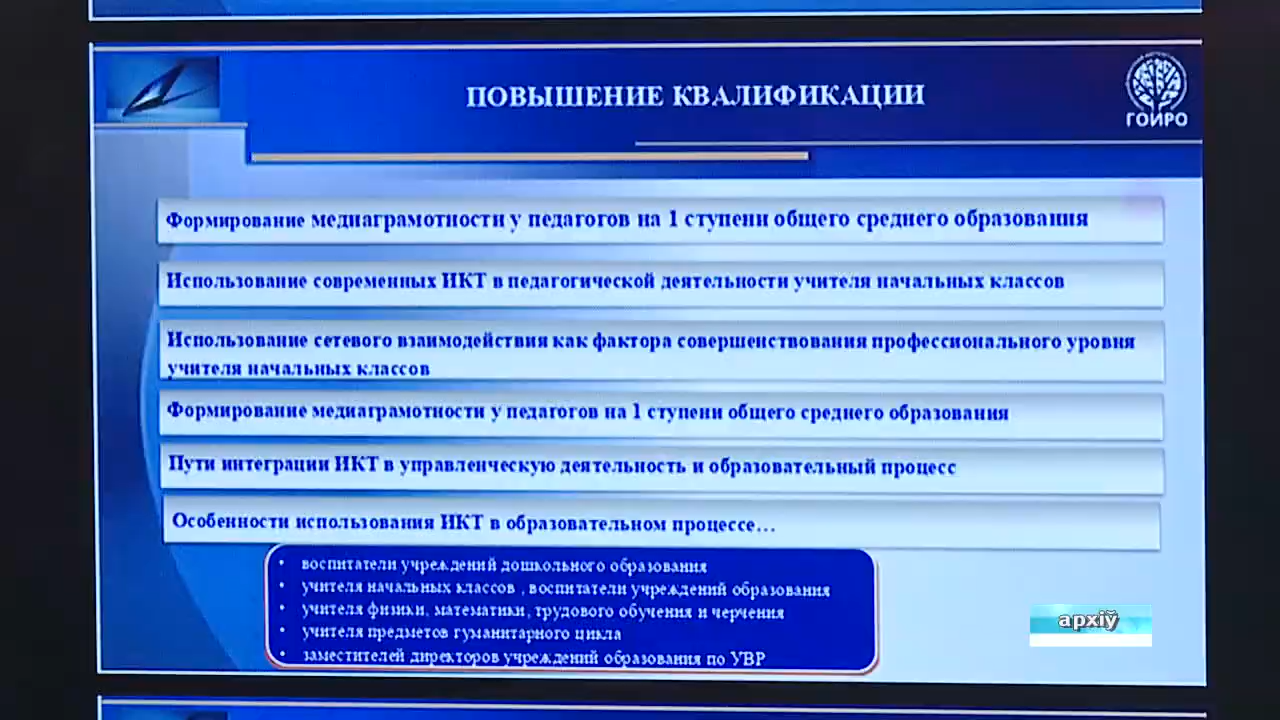 ПОВЫШЕНИЕ КВАЛИФИКАЦИИ
ГОИРО
Формирование медиаграмотности у педагогов на 1 ступени общего среднего образования
Использование современных ИКТ в педагогической деятельности учителя начальных классов
Использование сетевого взаимодействия как фактора совершенствования профессионального уровня
учителя начальных классов
Формирование медиаграмотности у педагогов на 1 ступени общего среднего образования
Пути интеграции ИКТ в управленческую деятельность и образовательный процесс
Особенности использования ИКТ в образовательном процессе…
• воспитатели учреждений дошкольного образования
• учителя начальных классов , воспитатели учреждений образования
• учителя физики, математики, трудового обучения и черчения
• учителя предметов гуманитарного цикла
• заместителей директоров учреждений образования по УВР
архіў